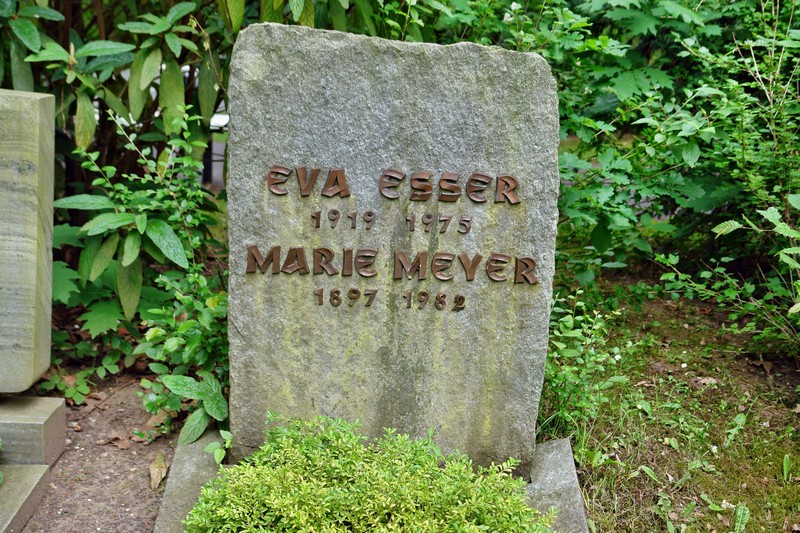 EVA ESSER
1919 1975
MARIE MEYER
1897 1982